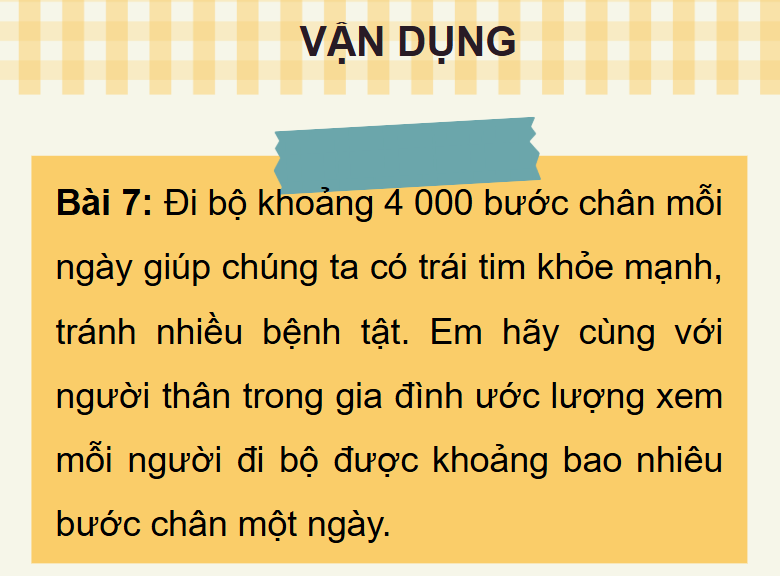 VẬN DỤNG
Bài 7: Đi bộ khoảng 4 000 bước chân mỗi
ngày giúp chúng ta có trái tim khỏe mạnh,
tránh nhiều bệnh tật. Em hãy cùng với
người thân trong gia đình ước lượng xem
mỗi người đi bộ được khoảng bao nhiêu
bước chân một ngày.